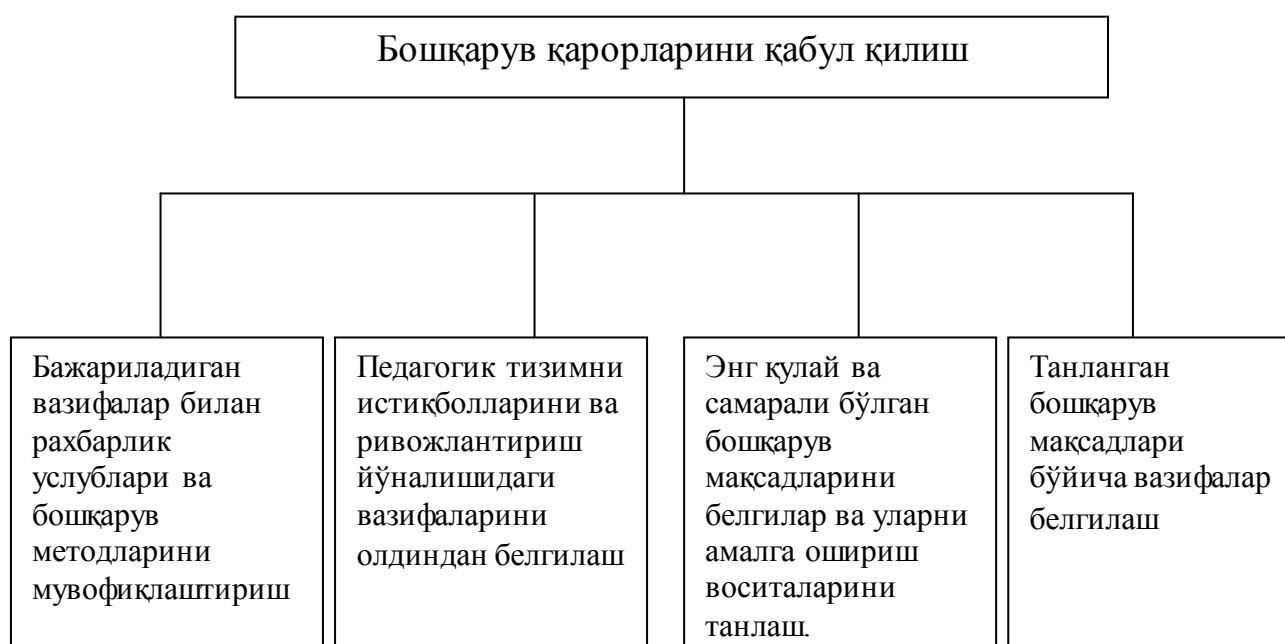 Бошқарув қарорларини қабул қилиш
Бажариладиган
вазифалар билан
рахбарлик
услублари ва
бошқарув
методларини
мувофиқлаштириш
Педагогик тизимни
истиқболларини ва
ривожлантириш
йўналишидаги
вазифаларини
олдиндан белгилаш
Энг қулай ва
самарали бўлган
бошқарув
мақсадларини
белгилар ва уларни
амалга ошириш
воситаларини
танлаш.
Танланган
бошқарув
мақсадлари
бўйича вазифалар
белгилаш